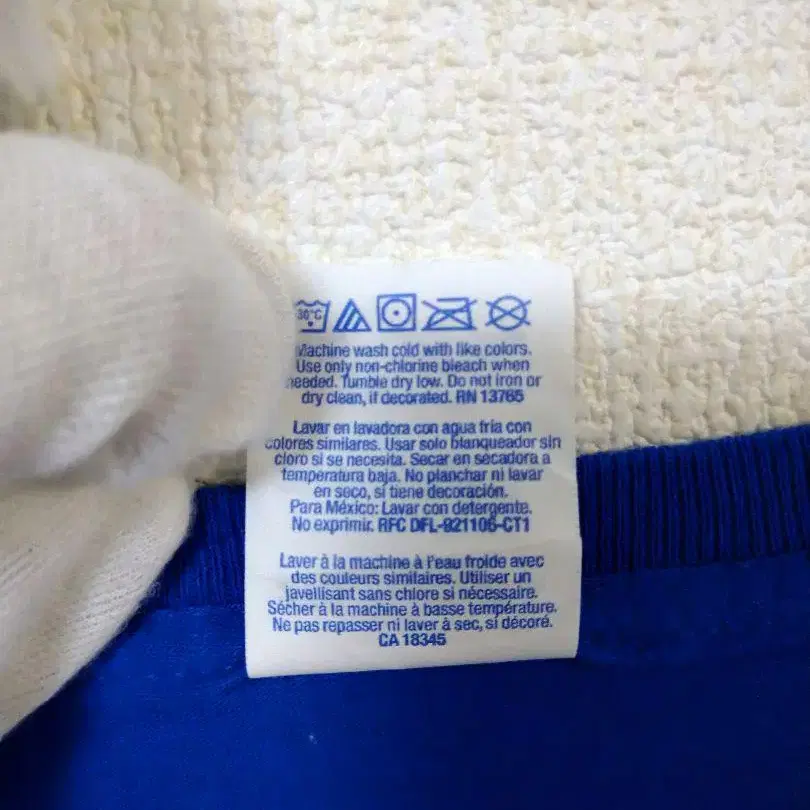 30°C
Machine wash cold with like colors.
Use only non-chlorine bleach when
needed. Tumble dry low. Do not iron or
dry clean, if decorated. RN 13765
Lavar en lavadora con agua fría con
colores similares. Usar solo blanqueador sin
cloro si se necesita. Secar en secadora a
temperatura baja. No planchar ni lavar
en seco, si tiene decoración.
Para México: Lavar con detergente.
No exprimir. RFC DFL-921106-CT1
Laver à la machine à l'eau froide avec
des couleurs similaires. Utiliser un
javellisant sans chlore si nécessaire.
Sécher à la machine à basse température.
Ne pas repasser ni laver à sec, si décoré.
CA 18345